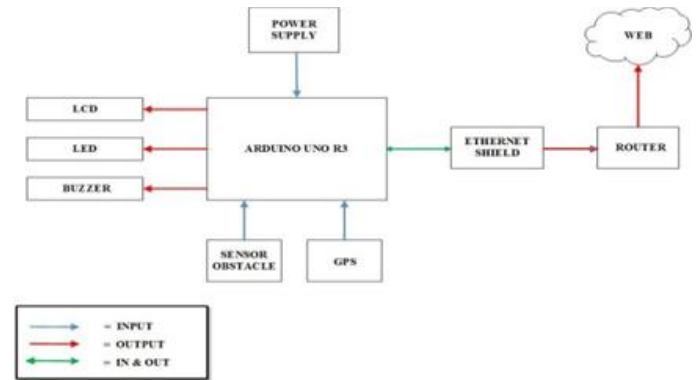 POWER
SUPPLY
WEB
LCD
LED
BUZZER
ARDUINO UNO R3
ETHERNET
SHIELD
ROUTER
SENSOR
OBSTACLE
GPS
= INPUT
= OUTPUT
= IN & OUT